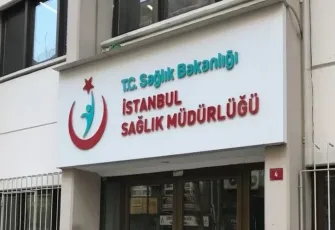 T.C. Sağlık Bakanlığı
İSTANBUL
SAĞLIK MÜDÜRLÜĞÜ